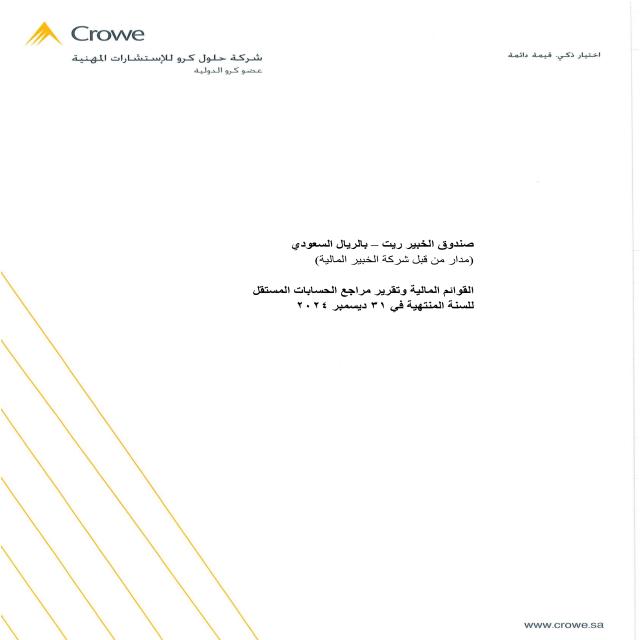 Crowe
شركة حلول كرو للإستشارات المهنية
عضو كرو الدولية
اختيار ذكي. قيمة دائمة
صندوق الخبير ريت – بالريال السعودي
(مدار من قبل شركة الخبير المالية)
القوائم المالية وتقرير مراجع الحسابات المستقل
للسنة المنتهية في ٣١ ديسمبر ٢٠٢٤
www.crowe.sa